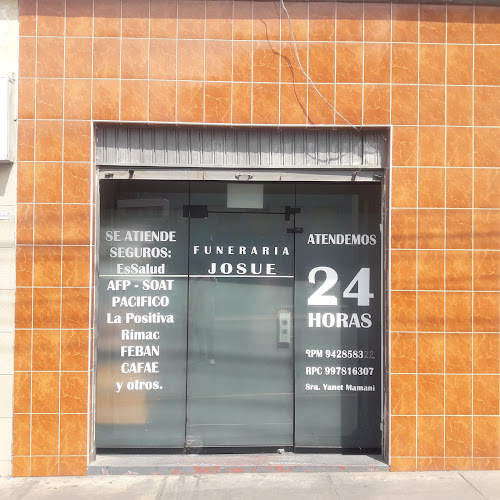 SE ATIENDE
SEGUROS:
EsSalud
AFP - SOAT
PACIFICO
La Positiva
Rimac
FEBAN
CAFAE
y otros.
FUNERARIA
JOSUE
ATENDEMOS
24
HORAS
RPM
RPC 997816307
Sra. Yanet Mamani